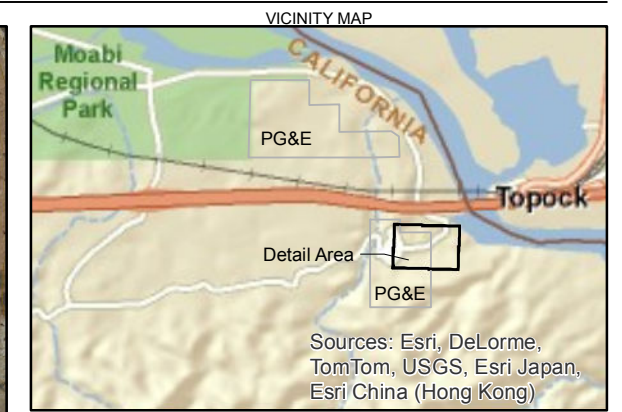 VICINITY MAP
Moabi
Regional
Park
CALIFORNIA
PG&E
Topock
Detail Area
PG&E
Sources: Esri, DeLorme,
TomTom, USGS, Esri Japan,
Esri China (Hong Kong)